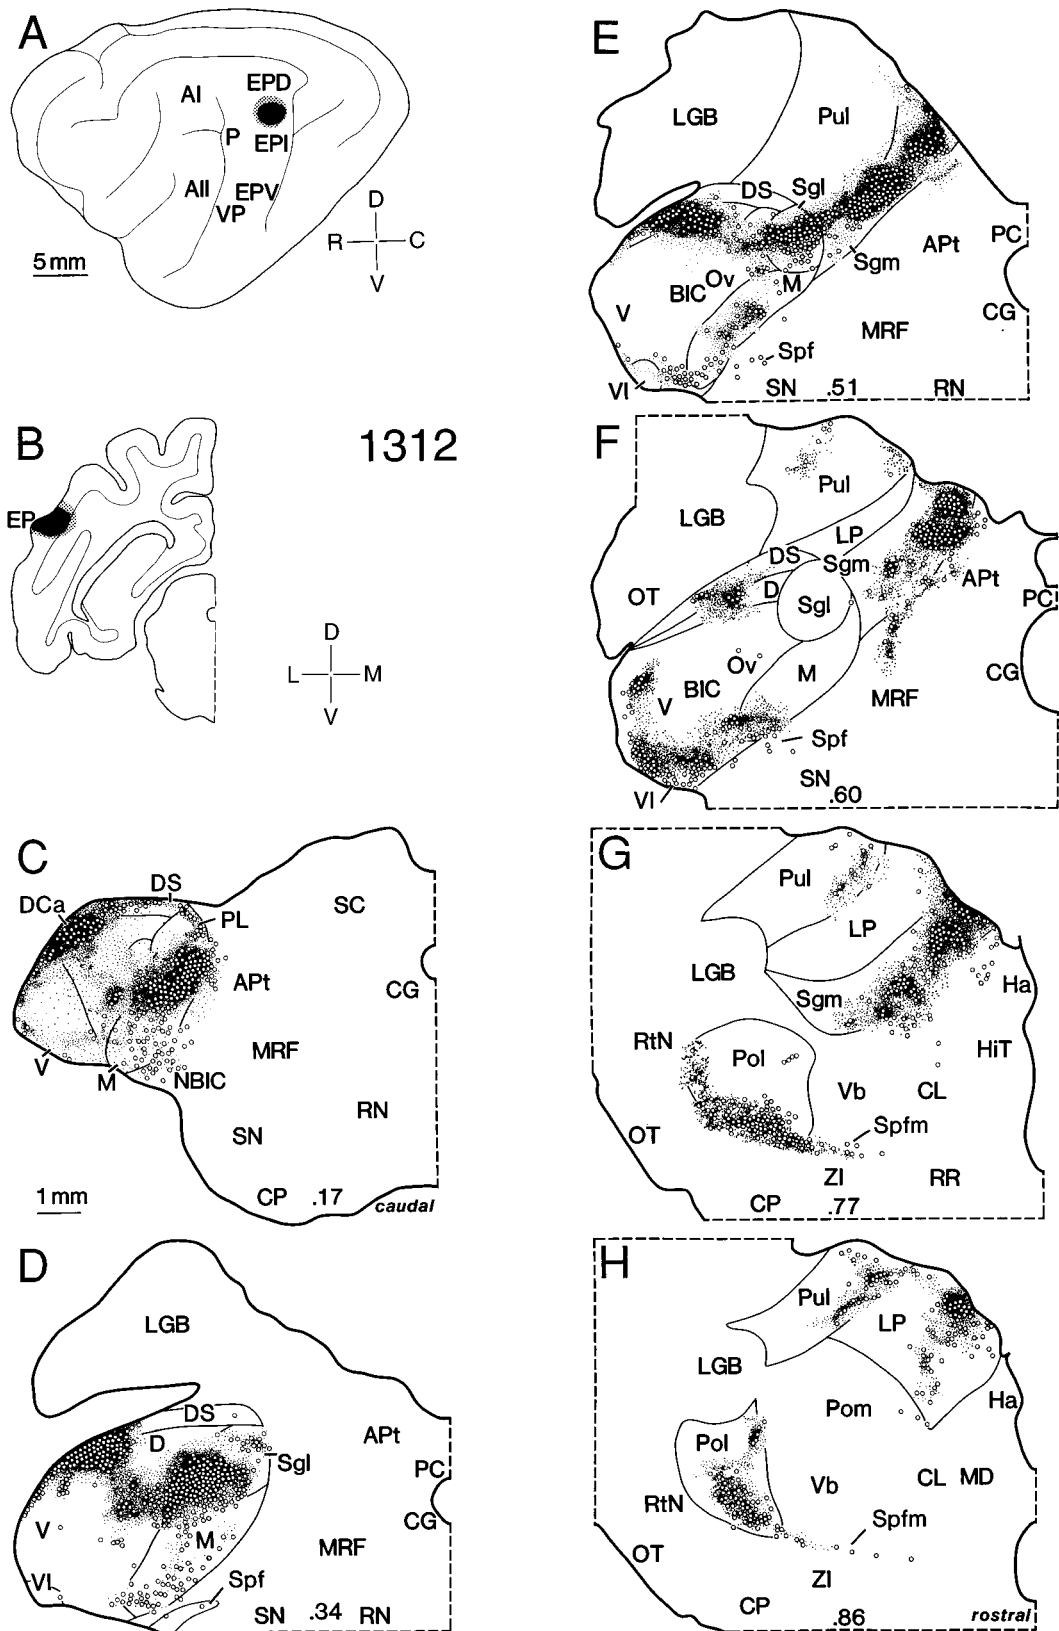 A
AI
EPD
P
EPI
AII
EPV
VP
D
R
C
V
5 mm
B
1312
EP
D
L
M
V
C
DS
DCa
PL
SC
APt
CG
V
M
MRF
NBIC
RN
SN
CP
.17
caudal
1 mm
D
LGB
DS
D
APt
Sgl
PC
V
CG
M
MRF
VI
Spf
SN
.34
RN
E
LGB
Pul
DS
Sgl
APt
PC
Sgm
Ov
BIC
M
V
CG
MRF
Spf
VI
SN
.51
RN
F
Pul
LGB
LP
DS
Sgm
APt
OT
D
Sgl
PC
Ov
BIC
M
CG
V
MRF
Spf
SN
VI
.60
G
Pul
LP
LGB
Sgm
Ha
RtN
Pol
HiT
Vb
CL
OT
Spfm
ZI
RR
CP
.77
H
Pul
LP
LGB
Pom
Ha
Pol
Vb
CL
MD
RtN
Spfm
OT
ZI
CP
.86
rostral